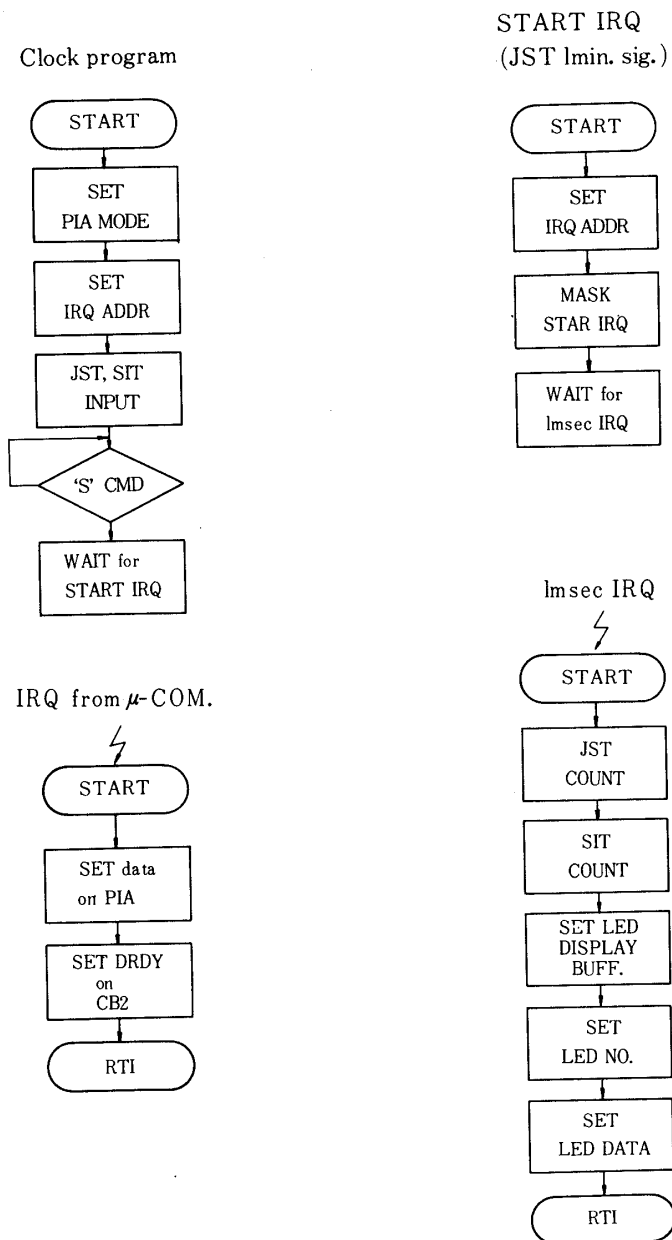 Clock program
START
SET
PIA MODE
SET
IRQ ADDR
JST, SIT
INPUT
‘S’ CMD
WAIT for
START IRQ
START IRQ
(JST lmin. sig.)
START
SET
IRQ ADDR
MASK
STAR IRQ
WAIT for
lmsec IRQ
IRQ from μ-COM.
START
SET data
on PIA
SET DRDY
on
CB2
RTI
lmsec IRQ
START
JST
COUNT
SIT
COUNT
SET LED
DISPLAY
BUFF.
SET
LED NO.
SET
LED DATA
RTI